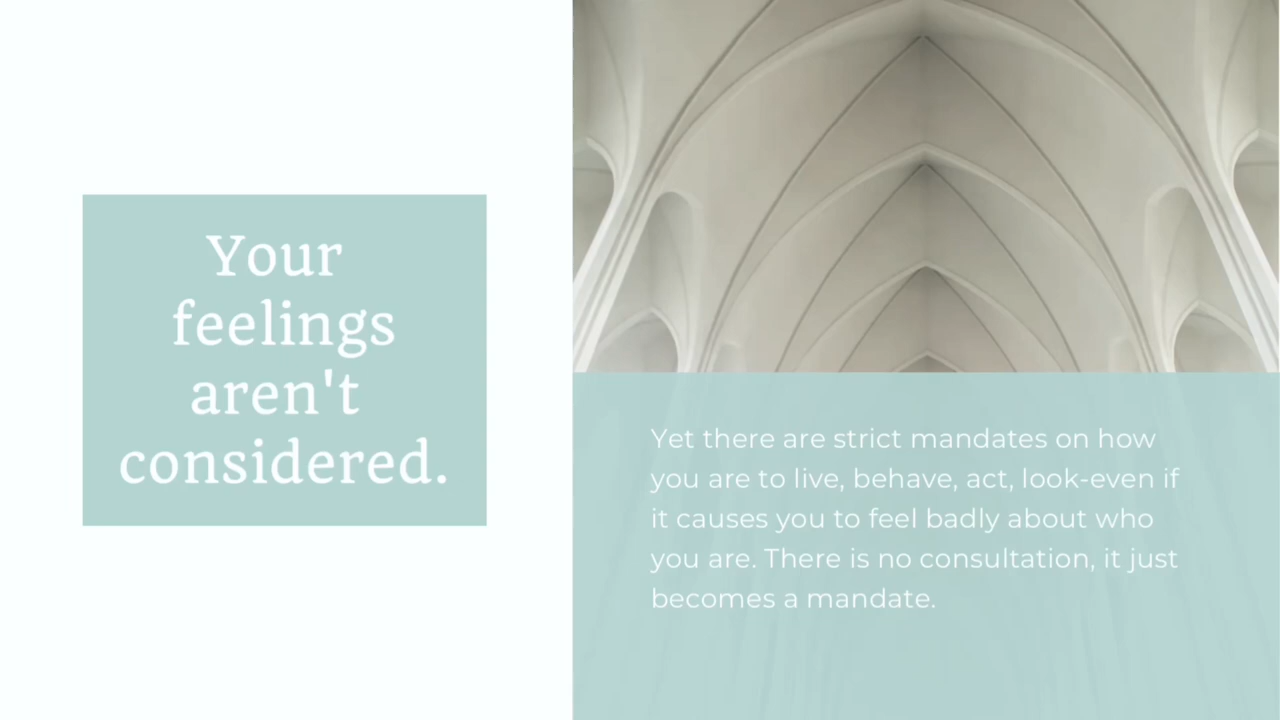 Your
feelings
aren't
considered.
Yet there are strict mandates on how
you are to live, behave, act, look-even if
it causes you to feel badly about who
you are. There is no consultation, it just
becomes a mandate.